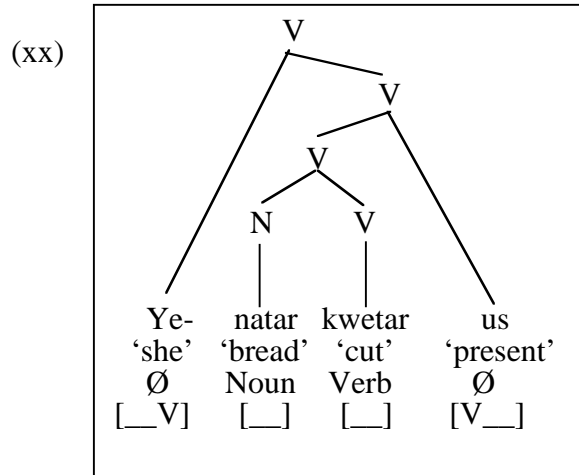 (xx)
V
V
V
N V
Ye- natar kwetar us
‘she’ ‘bread’ ‘cut’ ‘present’
Ø Noun Verb Ø
[__V] [__] [__] [V__]